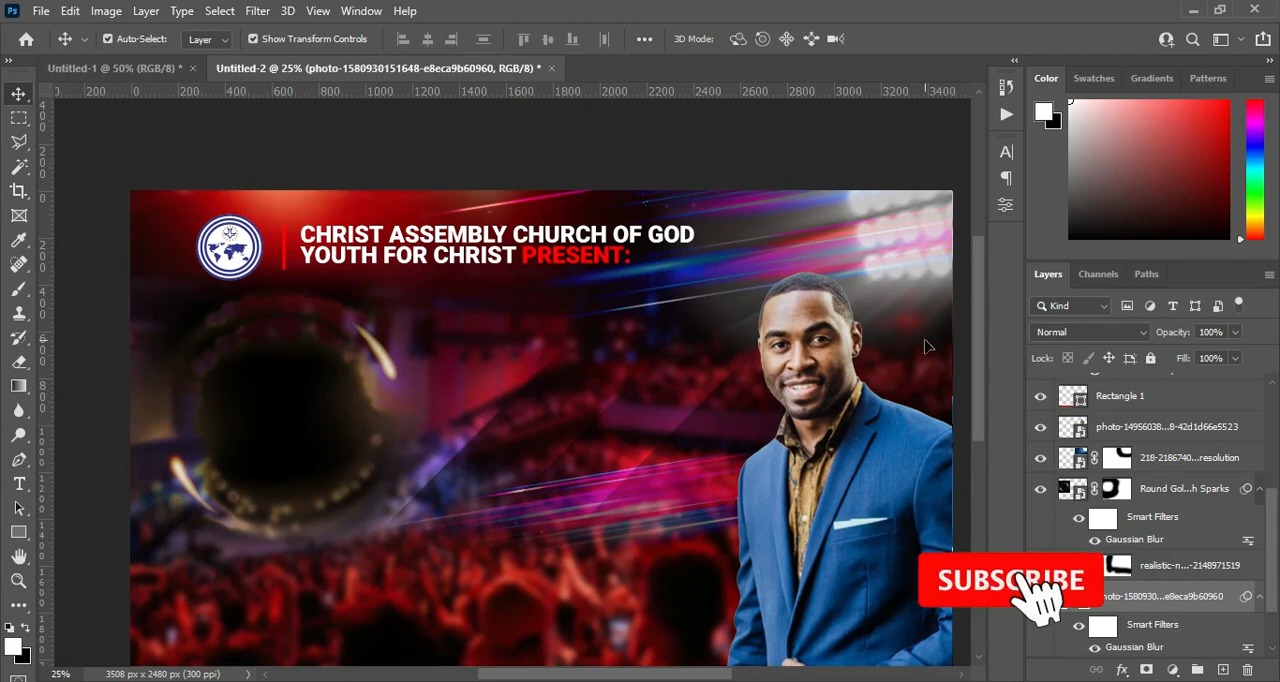 Ps File Edit Image Layer Type Select Filter 3D View Window Help
Auto-Select: Layer Show Transform Controls 3D Mode:
Untitled-1 @ 50% (RGB/8) * × Untitled-2 @ 25% (photo-1580930151648-e8eca9b60960, RGB/8) * ×
200 0 200 400 600 800 1000 1200 1400 1600 1800 2000 2200 2400 2600 2800 3000 3200 3400
Color Swatches Gradients Patterns
CHRIST ASSEMBLY CHURCH OF GOD
YOUTH FOR CHRIST PRESENT:
Layers Channels Paths
Kind
Normal Opacity: 100%
Lock: Fill: 100%
Rectangle 1
photo-14956038...8-42d1d66e5523
218-2186740...resolution
Round Gol...h Sparks
Smart Filters
Gaussian Blur
realistic-n...-2148971519
hoto-1580930...e8eca9b60960
Smart Filters
Gaussian Blur
SUBSCRIBE
25% 3508 px x 2480 px (300 ppi)